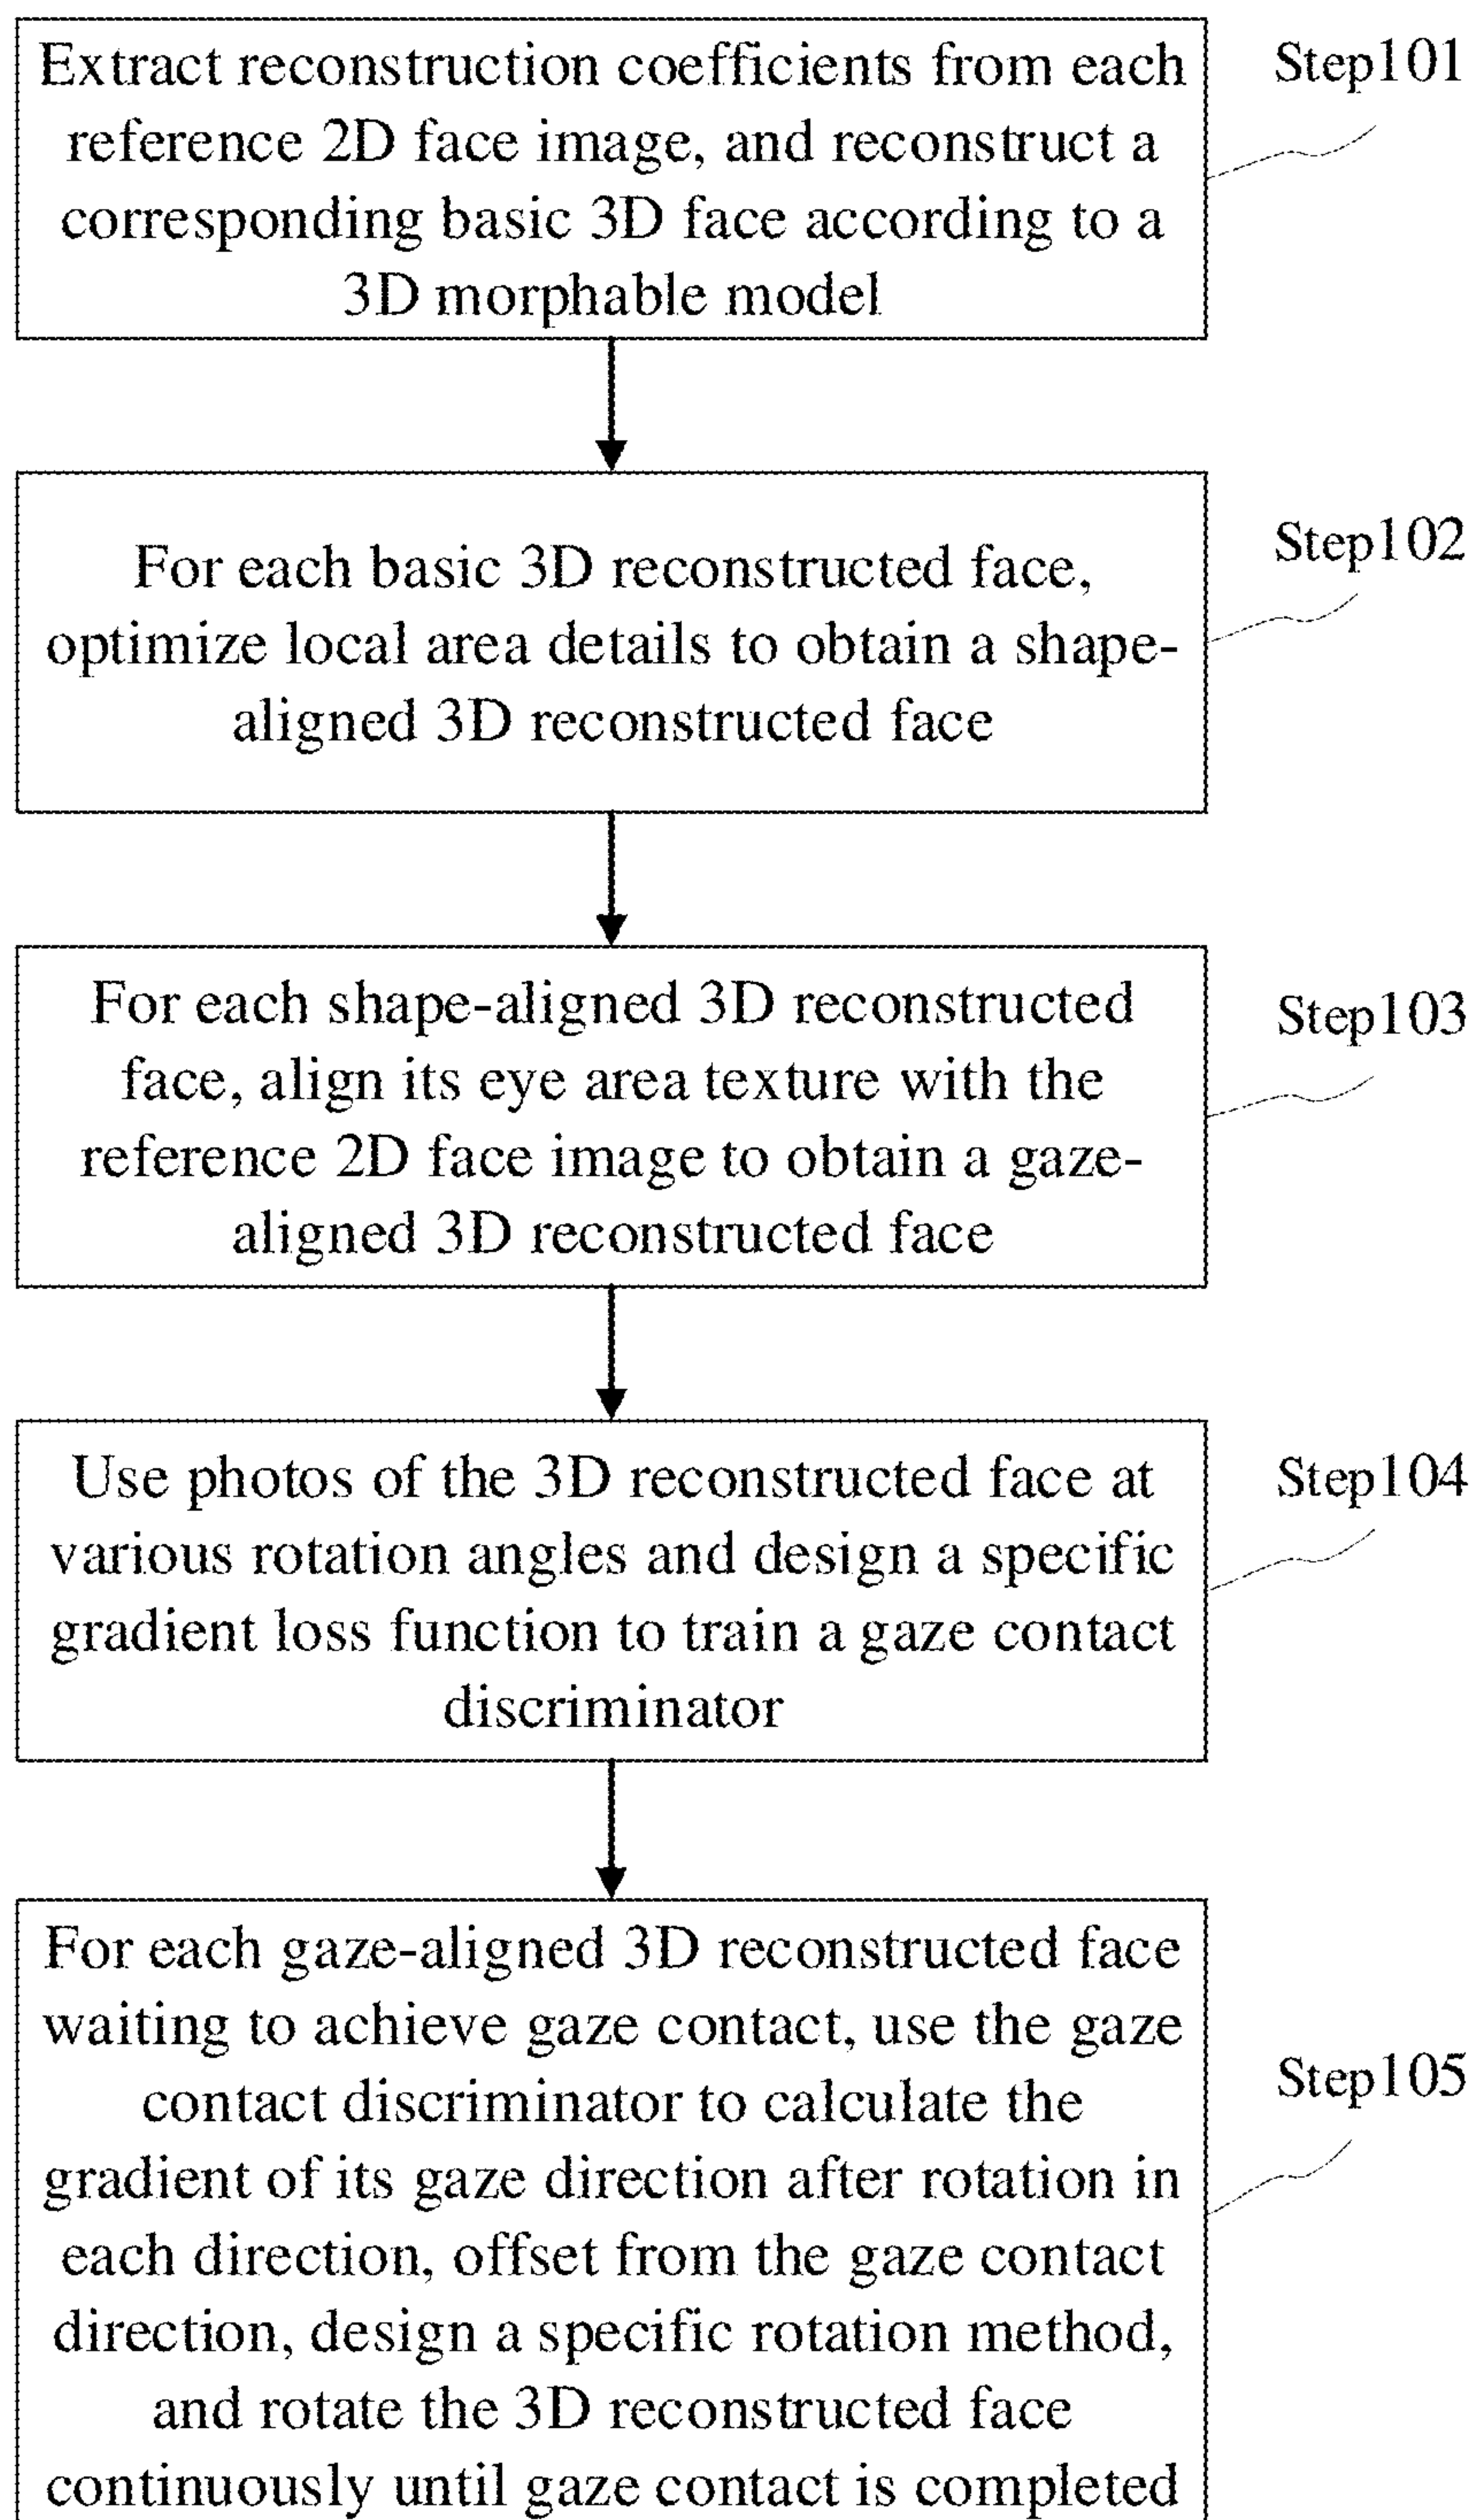 Extract reconstruction coefficients from each
reference 2D face image, and reconstruct a
corresponding basic 3D face according to a
3D morphable model
Step101
For each basic 3D reconstructed face,
optimize local area details to obtain a shape-
aligned 3D reconstructed face
Step102
For each shape-aligned 3D reconstructed
face, align its eye area texture with the
reference 2D face image to obtain a gaze-
aligned 3D reconstructed face
Step103
Use photos of the 3D reconstructed face at
various rotation angles and design a specific
gradient loss function to train a gaze contact
discriminator
Step104
For each gaze-aligned 3D reconstructed face
waiting to achieve gaze contact, use the gaze
contact discriminator to calculate the
gradient of its gaze direction after rotation in
each direction, offset from the gaze contact
direction, design a specific rotation method,
and rotate the 3D reconstructed face
continuously until gaze contact is completed
Step105